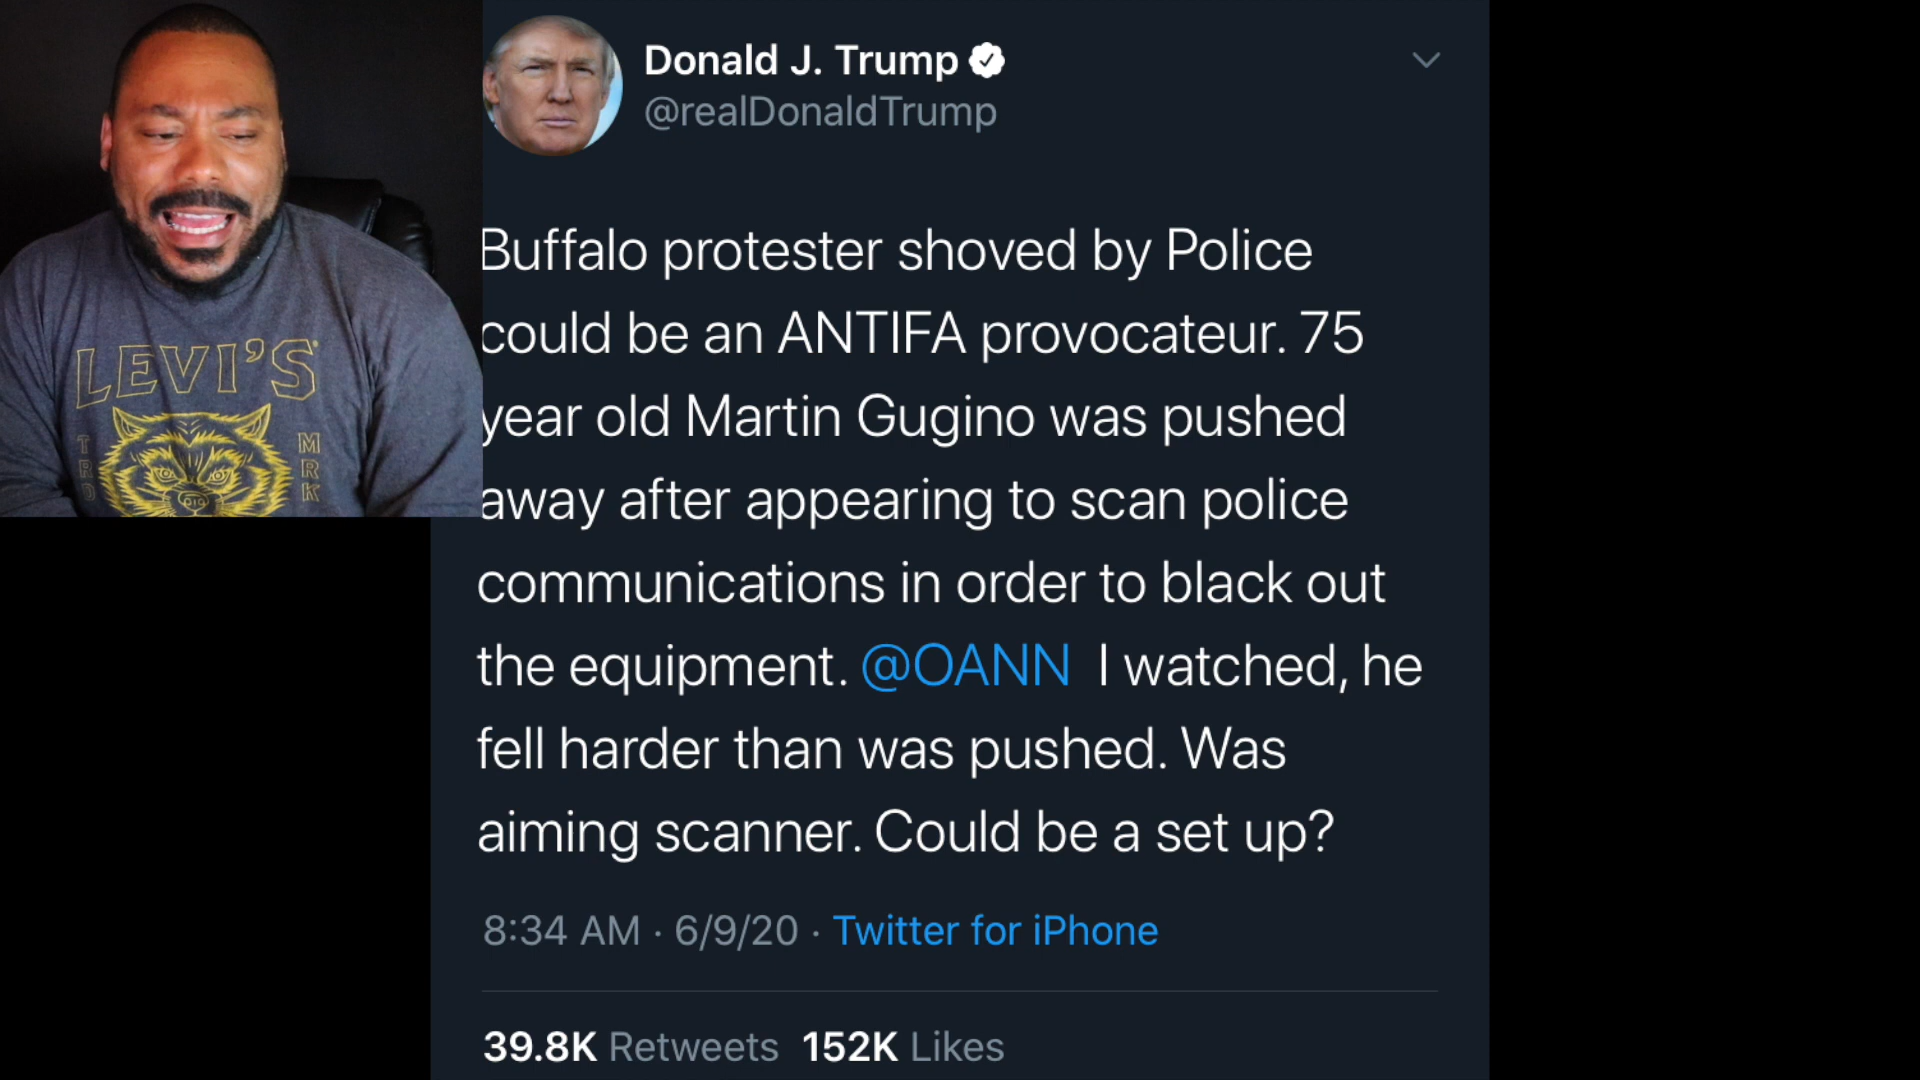 Donald J. Trump
@realDonaldTrump
Buffalo protester shoved by Police
could be an ANTIFA provocateur. 75
year old Martin Gugino was pushed
away after appearing to scan police
communications in order to black out
the equipment. @OANN I watched, he
fell harder than was pushed. Was
aiming scanner. Could be a set up?
8:34 AM · 6/9/20 · Twitter for iPhone
39.8K Retweets 152K Likes
LEVI'S
TRD
MRK